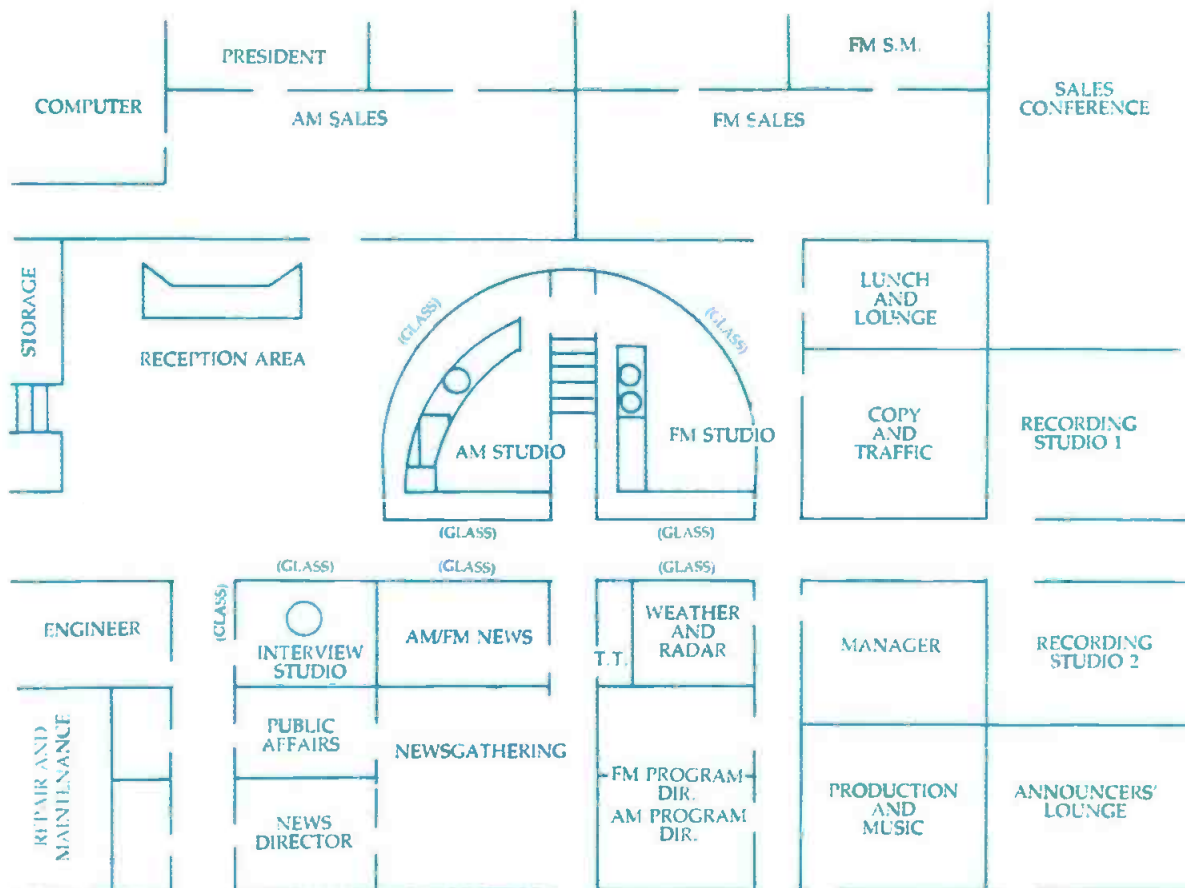 PRESIDENT
FM S.M.
COMPUTER
AM SALES
FM SALES
SALES
CONFERENCE
STORAGE
RECEPTION AREA
(GLASS)
(GLASS)
LUNCH
AND
LOUNGE
AM STUDIO
FM STUDIO
COPY
AND
TRAFFIC
RECORDING
STUDIO 1
(GLASS)
(GLASS)
(GLASS)
(GLASS)
(GLASS)
(GLASS)
ENGINEER
INTERVIEW
STUDIO
AM/FM NEWS
T.T.
WEATHER
AND
RADAR
MANAGER
RECORDING
STUDIO 2
REPAIR AND
MAINTENANCE
PUBLIC
AFFAIRS
NEWSGATHERING
NEWS
DIRECTOR
FM PROGRAM
DIR.
AM PROGRAM
DIR.
PRODUCTION
AND
MUSIC
ANNOUNCERS'
LOUNGE